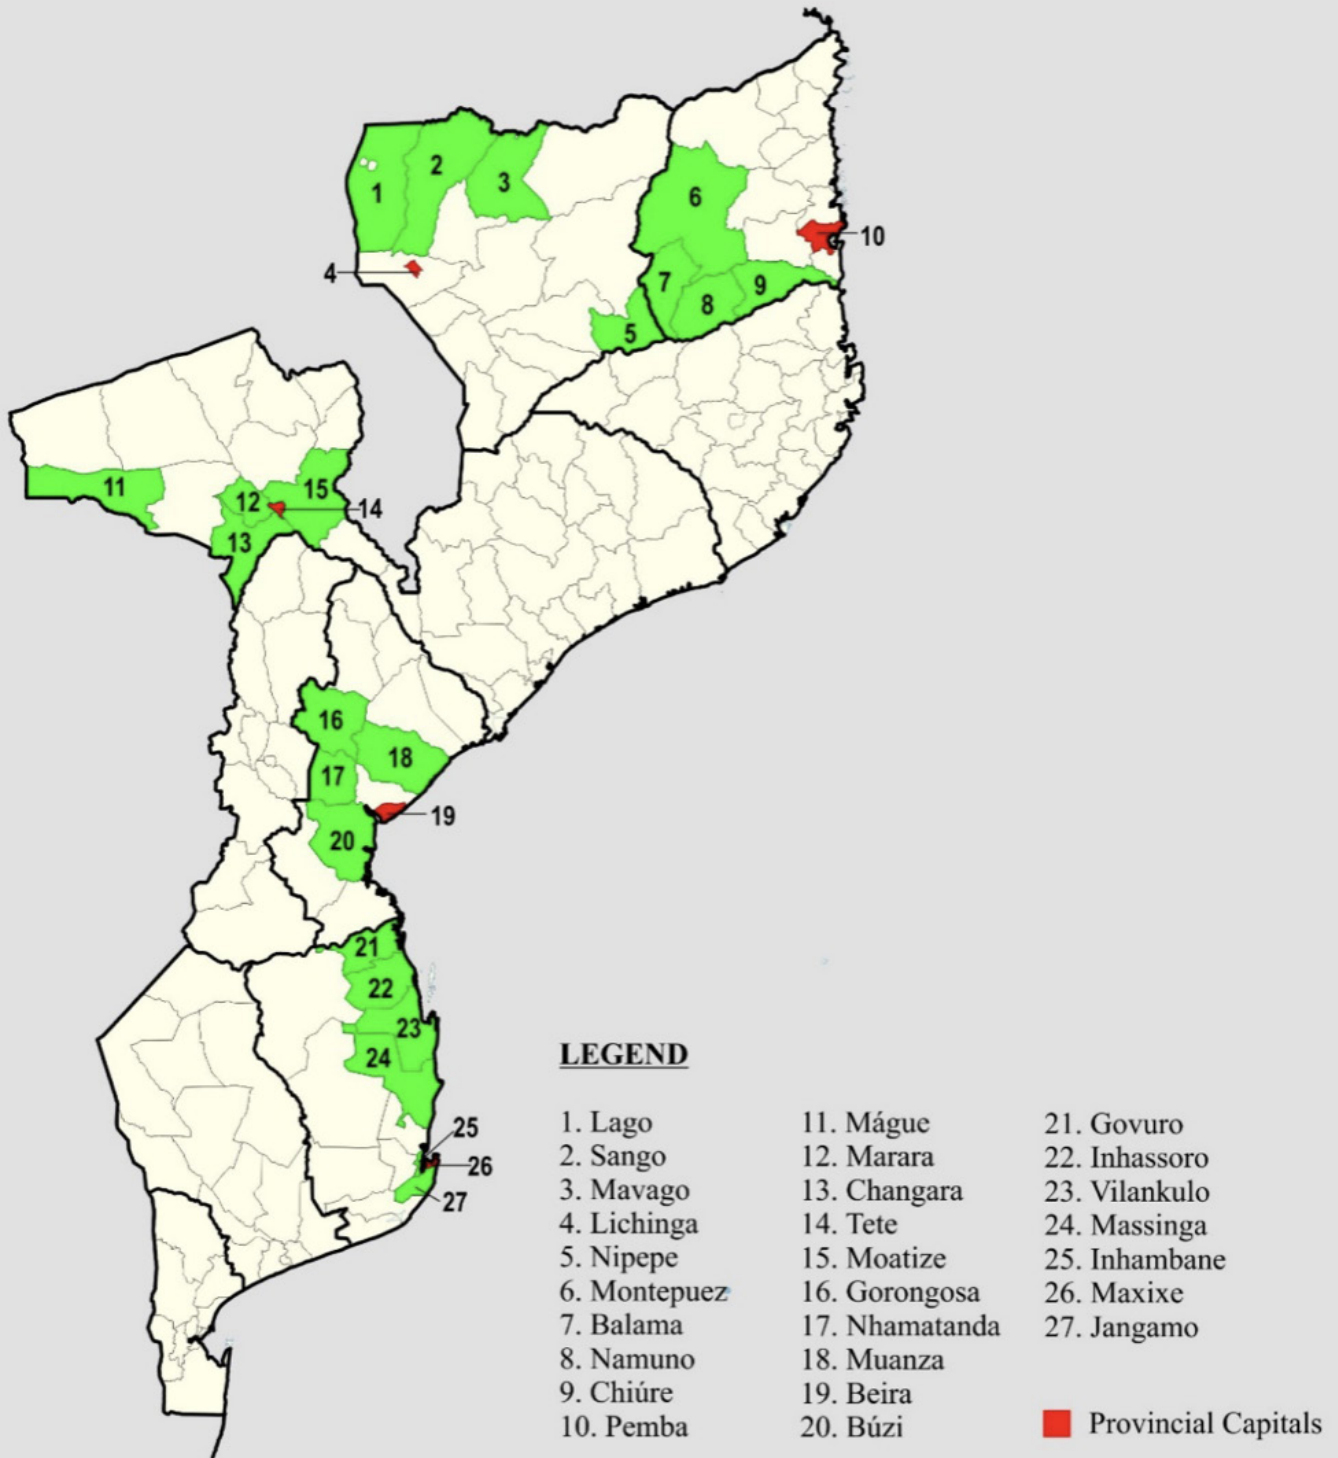 1
2
3
4
5
6
7
8
9
10
11
12
13
14
15
16
17
18
19
20
21
22
23
24
25
26
27
LEGEND
1. Lago
2. Sango
3. Mavago
4. Lichinga
5. Nipepe
6. Montepuez
7. Balama
8. Namuno
9. Chiúre
10. Pemba
11. Mágue
12. Marara
13. Changara
14. Tete
15. Moatize
16. Gorongosa
17. Nhamatanda
18. Muanza
19. Beira
20. Búzi
21. Govuro
22. Inhassoro
23. Vilankulo
24. Massinga
25. Inhambane
26. Maxixe
27. Jangamo
Provincial Capitals